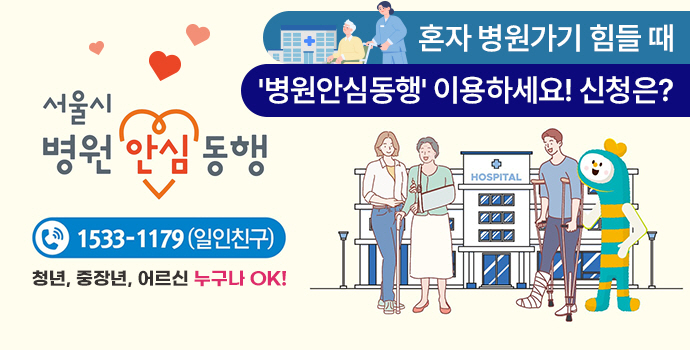 혼자 병원가기 힘들 때
'병원안심동행' 이용하세요! 신청은?
서울시
병원 안심 동행
1533-1179 (일인친구)
청년, 중장년, 어르신 누구나 OK!
HOSPITAL